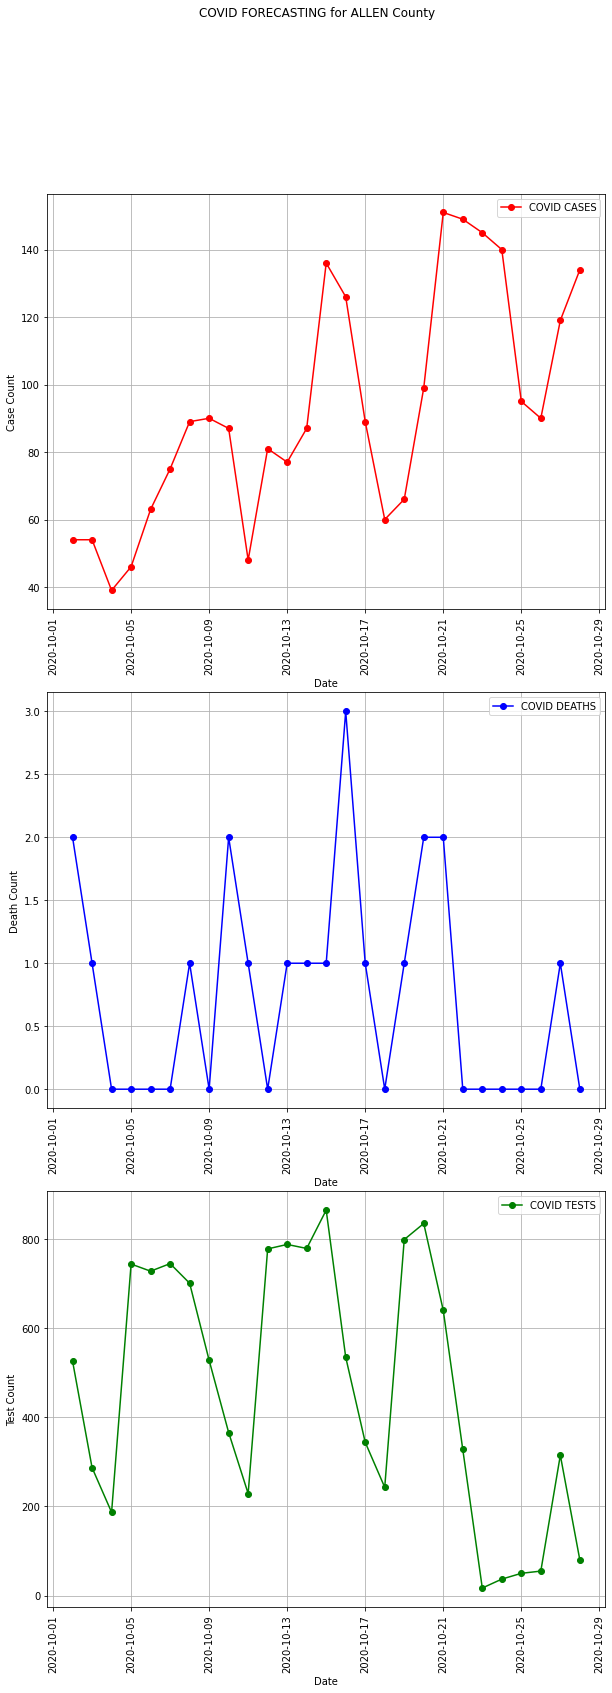 COVID FORECASTING for ALLEN County
COVID CASES
140
120
100
80
60
40
Case Count
2020-10-01 2020-10-05 2020-10-09 2020-10-13 2020-10-17 2020-10-21 2020-10-25 2020-10-29
Date
COVID DEATHS
3.0
2.5
2.0
1.5
1.0
0.5
0.0
Death Count
2020-10-01 2020-10-05 2020-10-09 2020-10-13 2020-10-17 2020-10-21 2020-10-25 2020-10-29
Date
COVID TESTS
800
600
400
200
0
Test Count
2020-10-01 2020-10-05 2020-10-09 2020-10-13 2020-10-17 2020-10-21 2020-10-25 2020-10-29
Date